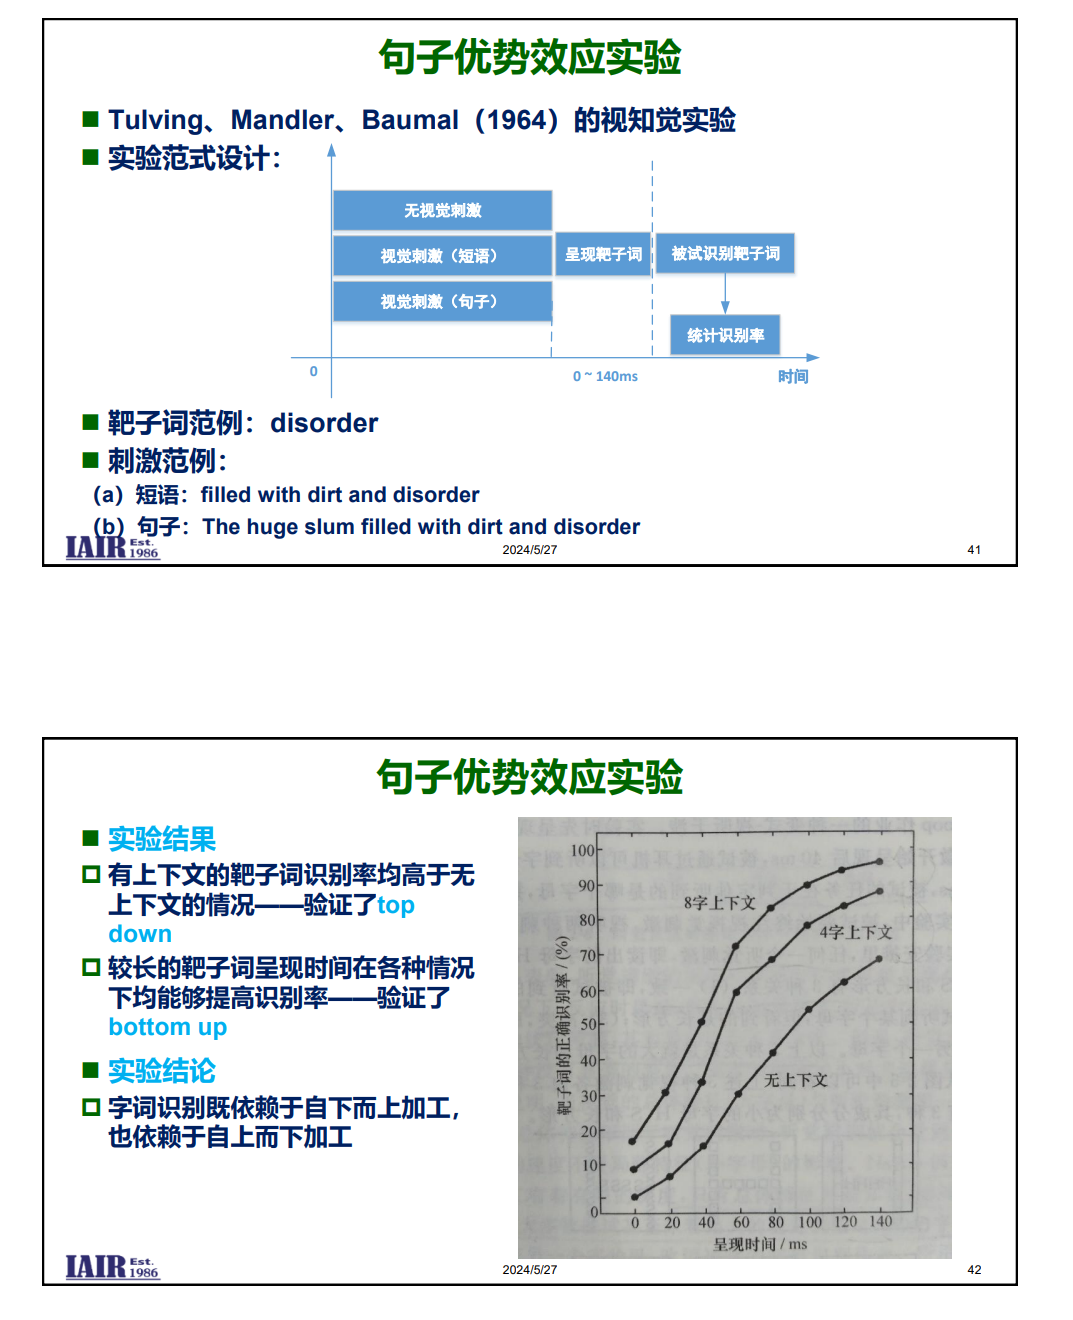 句子优势效应实验
Tulving、Mandler、Baumal（1964）的视知觉实验
实验范式设计：
无视觉刺激
视觉刺激（短语）
呈现靶子词
被试识别靶子词
视觉刺激（句子）
统计识别率
0
0 ~ 140ms
时间
靶子词范例：disorder
刺激范例：
（a）短语：filled with dirt and disorder
（b）句子：The huge slum filled with dirt and disorder
IAIR Est. 1986
2024/5/27
41
句子优势效应实验
实验结果
有上下文的靶子词识别率均高于无
上下文的情况——验证了top
down
较长的靶子词呈现时间在各种情况
下均能够提高识别率——验证了
bottom up
实验结论
字词识别既依赖于自下而上加工，
也依赖于自上而下加工
靶子词的正确识别率/(%)
100
90
80
70
60
50
40
30
20
10
0
8字上下文
4字上下文
无上下文
0 20 40 60 80 100 120 140
呈现时间/ms
IAIR Est. 1986
2024/5/27
42